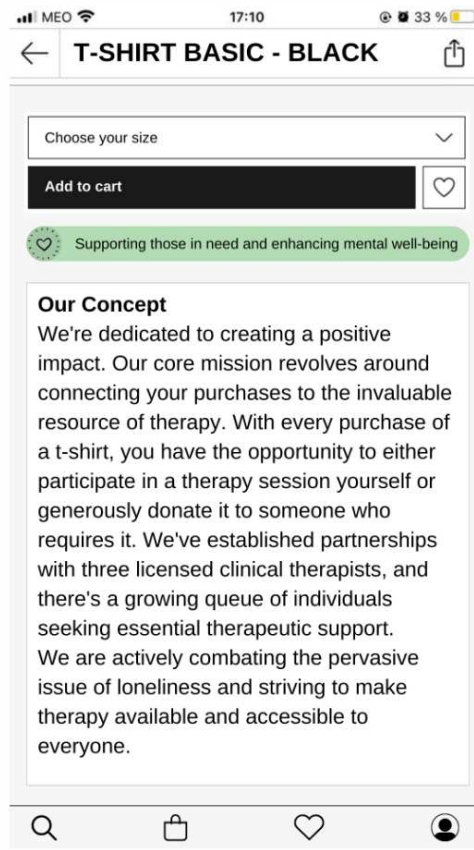 MEO 17:10 33 %
T-SHIRT BASIC - BLACK
Choose your size
Add to cart
Supporting those in need and enhancing mental well-being
Our Concept
We're dedicated to creating a positive
impact. Our core mission revolves around
connecting your purchases to the invaluable
resource of therapy. With every purchase of
a t-shirt, you have the opportunity to either
participate in a therapy session yourself or
generously donate it to someone who
requires it. We've established partnerships
with three licensed clinical therapists, and
there's a growing queue of individuals
seeking essential therapeutic support.
We are actively combating the pervasive
issue of loneliness and striving to make
therapy available and accessible to
everyone.